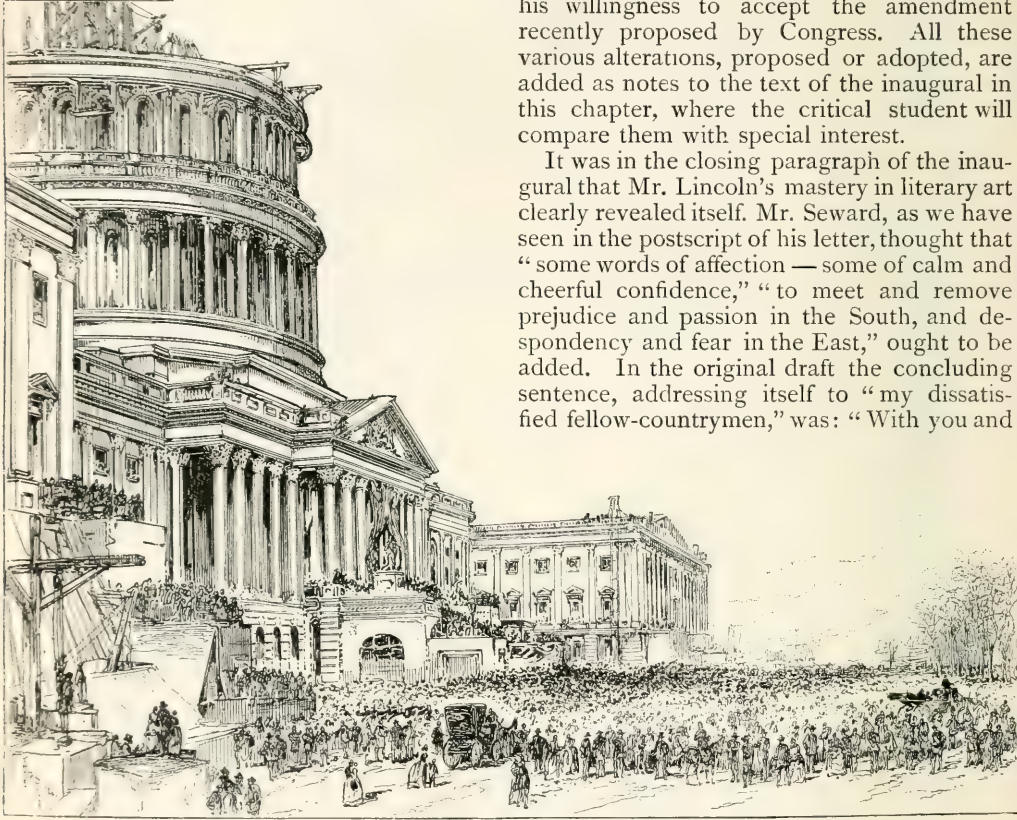 his willingness to accept the amendment
recently proposed by Congress. All these
various alterations, proposed or adopted, are
added as notes to the text of the inaugural in
this chapter, where the critical student will
compare them with special interest.
It was in the closing paragraph of the inau-
gural that Mr. Lincoln's mastery in literary art
clearly revealed itself. Mr. Seward, as we have
seen in the postscript of his letter, thought that
“ some words of affection — some of calm and
cheerful confidence,” “ to meet and remove
prejudice and passion in the South, and de-
spondency and fear in the East,” ought to be
added. In the original draft the concluding
sentence, addressing itself to “ my dissatis-
fied fellow-countrymen,” was: “ With you and